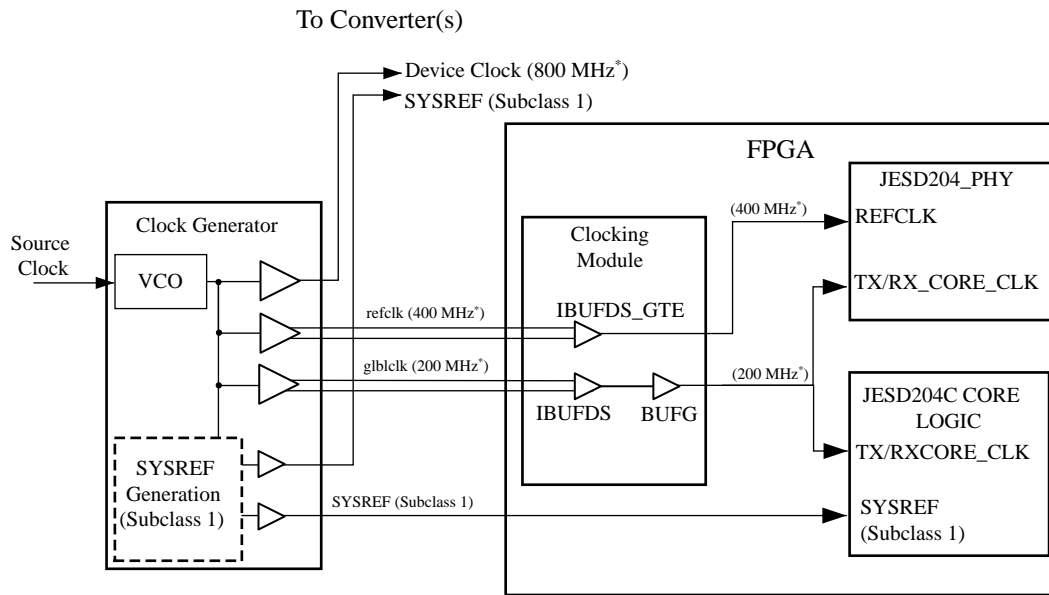 To Converter(s)
Device Clock (800 MHz*)
SYSREF (Subclass 1)
FPGA
JESD204_PHY
REFCLK
TX/RX_CORE_CLK
(400 MHz*)
Clock Generator
Source
Clock
VCO
Clocking
Module
refclk (400 MHz*)
IBUFDS_GTE
glblclk (200 MHz*)
IBUFDS
BUFG
(200 MHz*)
JESD204C CORE
LOGIC
TX/RXCORE_CLK
SYSREF
(Subclass 1)
SYSREF
Generation
(Subclass 1)
SYSREF (Subclass 1)